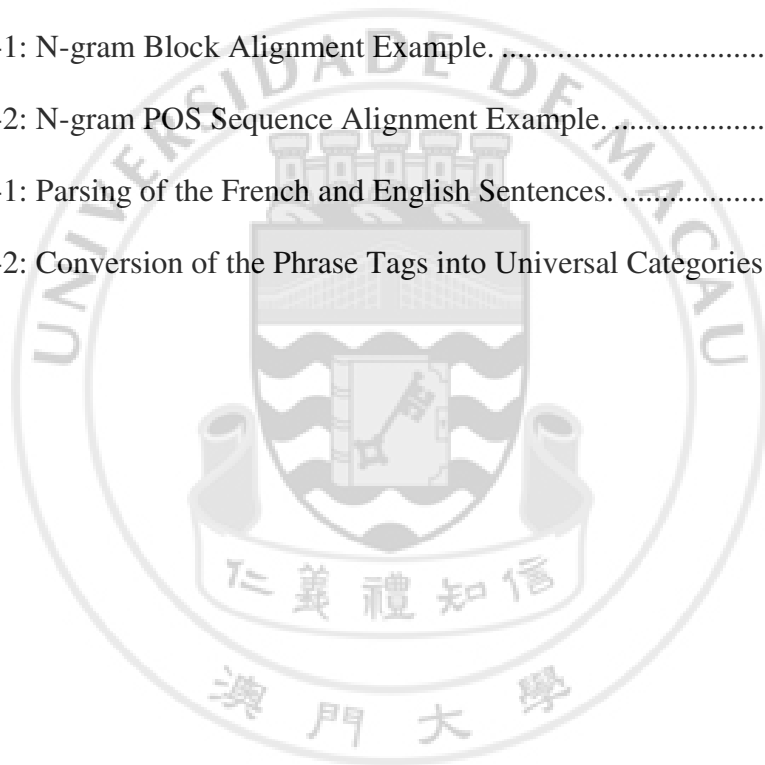 -1: N-gram Block Alignment Example. ..............................
-2: N-gram POS Sequence Alignment Example. .................
-1: Parsing of the French and English Sentences. ................
-2: Conversion of the Phrase Tags into Universal Categories
UNIVERSIDADE DE MACAU
仁義禮知信
澳門大學